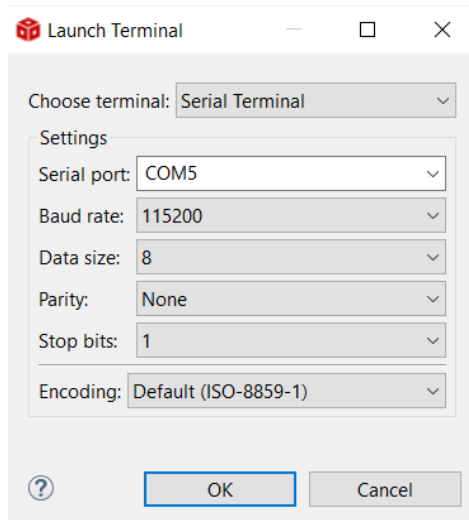 Launch Terminal
Choose terminal: Serial Terminal
Settings
Serial port: COM5
Baud rate: 115200
Data size: 8
Parity: None
Stop bits: 1
Encoding: Default (ISO-8859-1)
? OK Cancel